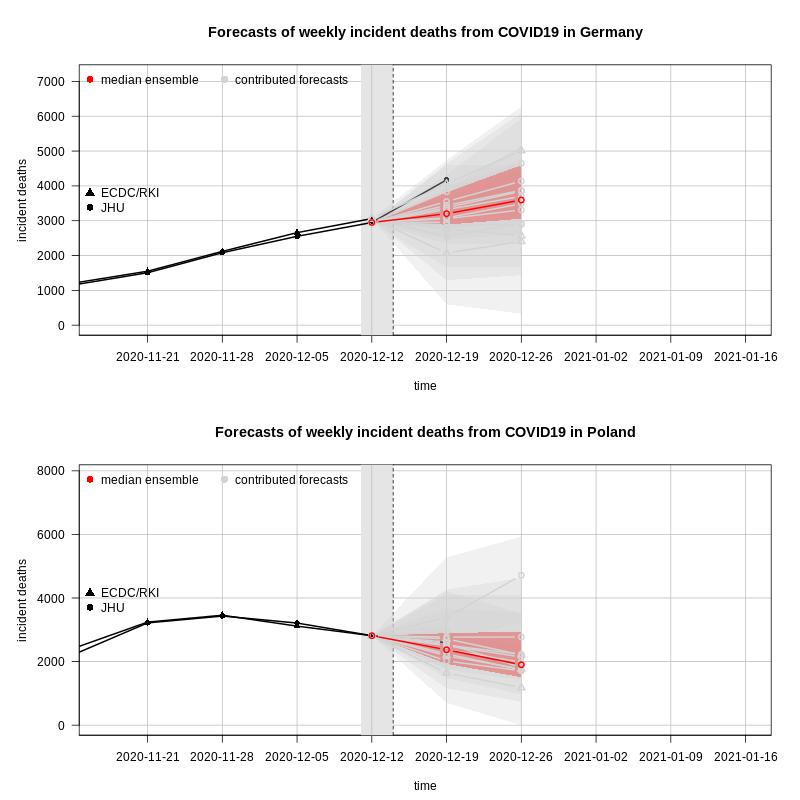 Forecasts of weekly incident deaths from COVID19 in Germany
median ensemble
contributed forecasts
ECDC/RKI
JHU
incident deaths
7000
6000
5000
4000
3000
2000
1000
0
2020-11-21 2020-11-28 2020-12-05 2020-12-12 2020-12-19 2020-12-26 2021-01-02 2021-01-09 2021-01-16
time
Forecasts of weekly incident deaths from COVID19 in Poland
median ensemble
contributed forecasts
ECDC/RKI
JHU
incident deaths
8000
6000
4000
2000
0
2020-11-21 2020-11-28 2020-12-05 2020-12-12 2020-12-19 2020-12-26 2021-01-02 2021-01-09 2021-01-16
time